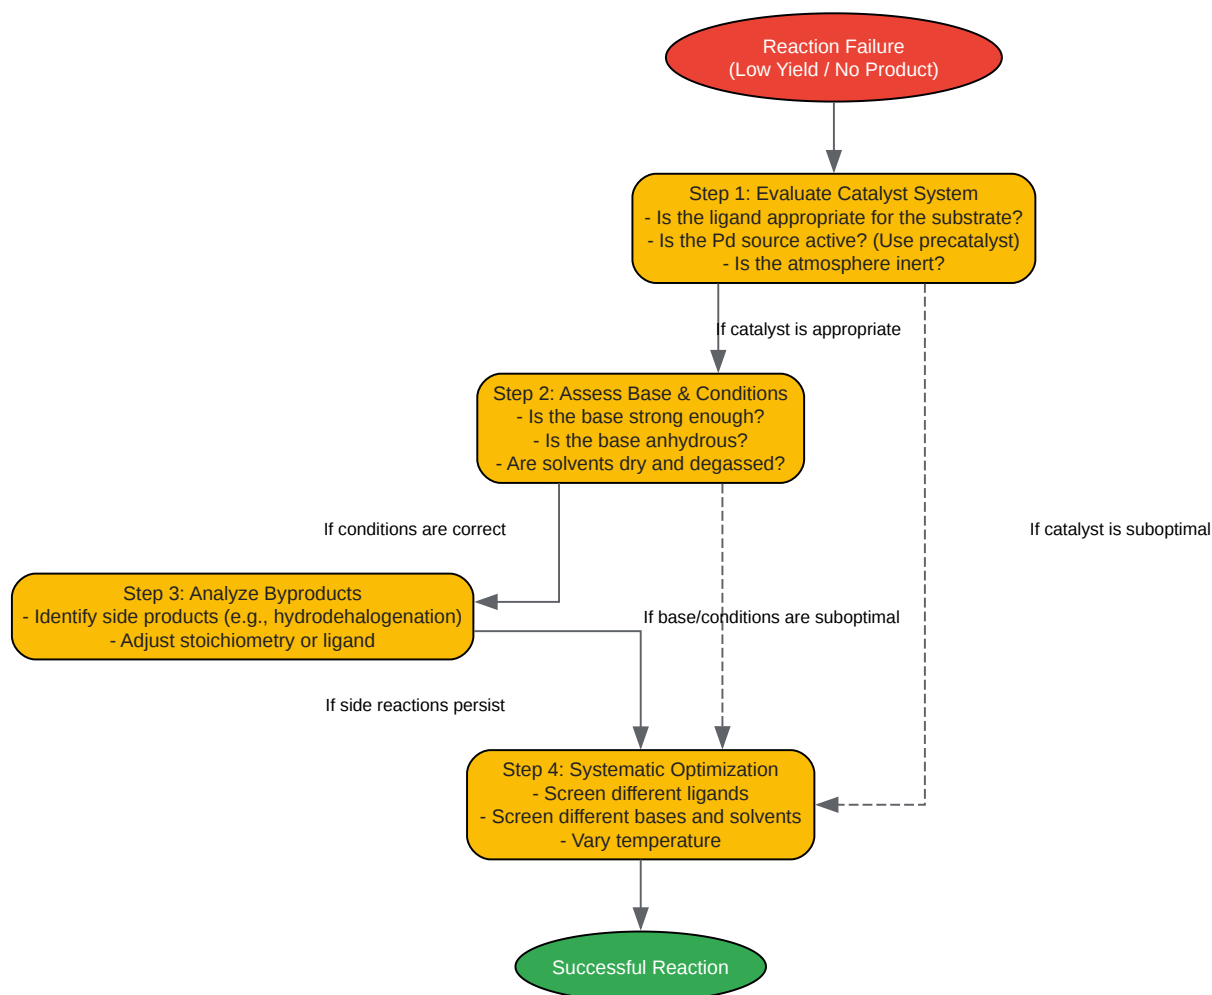 Reaction Failure
(Low Yield / No Product)
Step 1: Evaluate Catalyst System
- Is the ligand appropriate for the substrate?
- Is the Pd source active? (Use precatalyst)
- Is the atmosphere inert?
If catalyst is appropriate
Step 2: Assess Base & Conditions
- Is the base strong enough?
- Is the base anhydrous?
- Are solvents dry and degassed?
If conditions are correct
If catalyst is suboptimal
Step 3: Analyze Byproducts
- Identify side products (e.g., hydrodehalogenation)
- Adjust stoichiometry or ligand
If base/conditions are suboptimal
If side reactions persist
Step 4: Systematic Optimization
- Screen different ligands
- Screen different bases and solvents
- Vary temperature
Successful Reaction